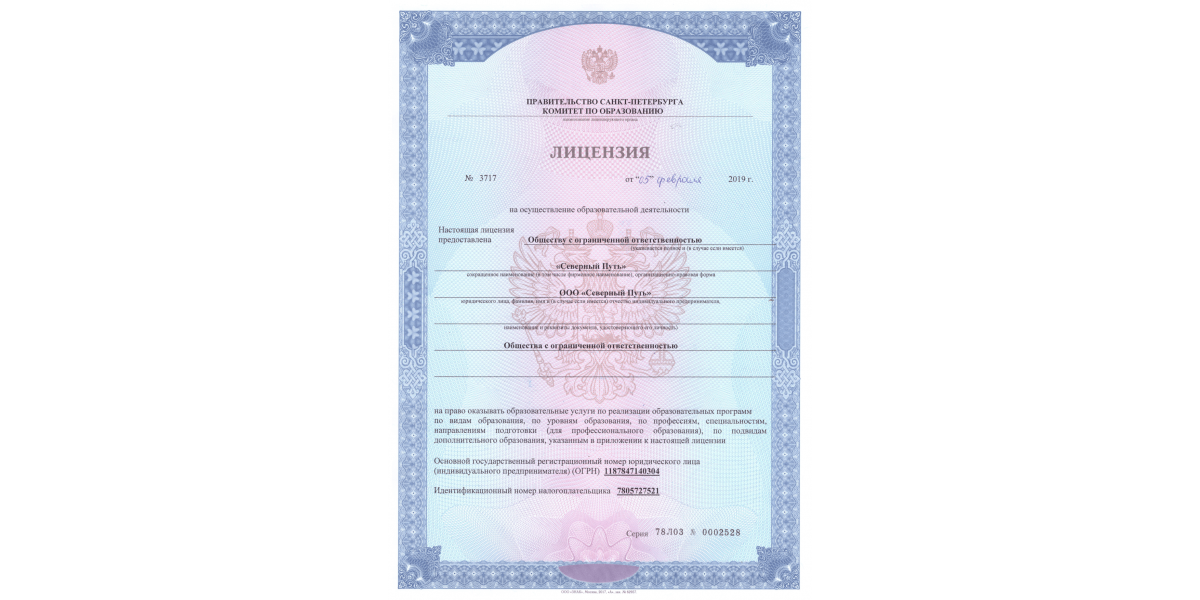 ПРАВИТЕЛЬСТВО САНКТ-ПЕТЕРБУРГА
КОМИТЕТ ПО ОБРАЗОВАНИЮ
наименование лицензирующего органа
ЛИЦЕНЗИЯ
№ 3717 от "05" февраля 2019 г.
на осуществление образовательной деятельности
Настоящая лицензия
предоставлена Обществу с ограниченной ответственностью
(указывается полное и (в случае если имеется)
«Северный Путь»
сокращенное наименование (в том числе фирменное наименование), организационно-правовая форма
ООО «Северный Путь»
юридического лица, фамилия, имя и (в случае если имеется) отчество индивидуального предпринимателя,
наименование и реквизиты документа, удостоверяющего его личность)
Общества с ограниченной ответственностью
на право оказывать образовательные услуги по реализации образовательных программ
по видам образования, по уровням образования, по профессиям, специальностям,
направлениям подготовки (для профессионального образования), по подвидам
дополнительного образования, указанным в приложении к настоящей лицензии
Основной государственный регистрационный номер юридического лица
(индивидуального предпринимателя) (ОГРН) 1187847140304
Идентификационный номер налогоплательщика 7805727521
Серия 78Л03 № 0002528